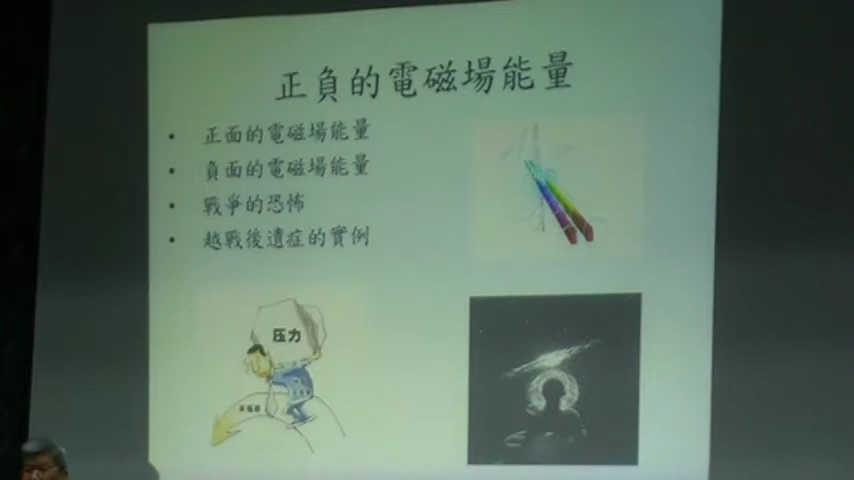 正負的電磁場能量
• 正面的電磁場能量
• 負面的電磁場能量
• 戰爭的恐怖
• 越戰後遺症的實例
压力